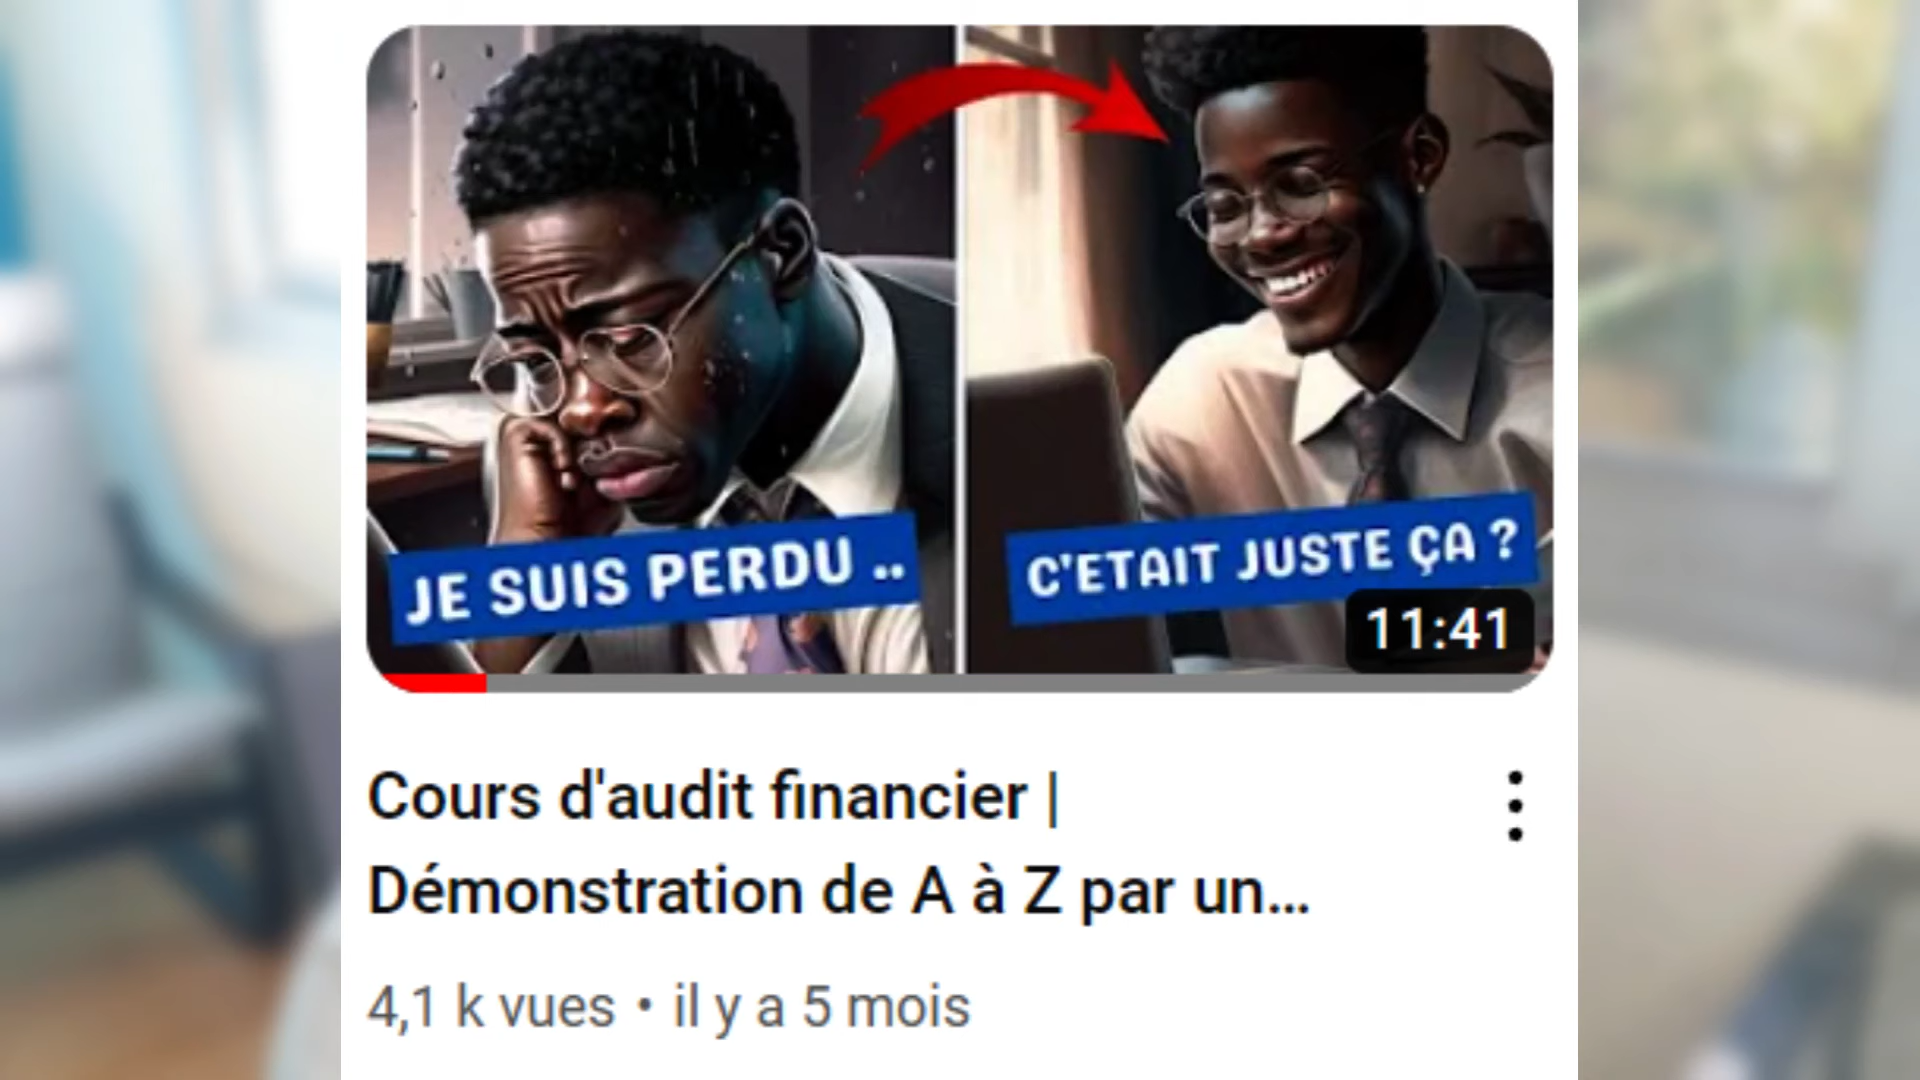 JE SUIS PERDU ..
C'ETAIT JUSTE ÇA ?
11:41
Cours d'audit financier |
Démonstration de A à Z par un...
4,1 k vues • il y a 5 mois